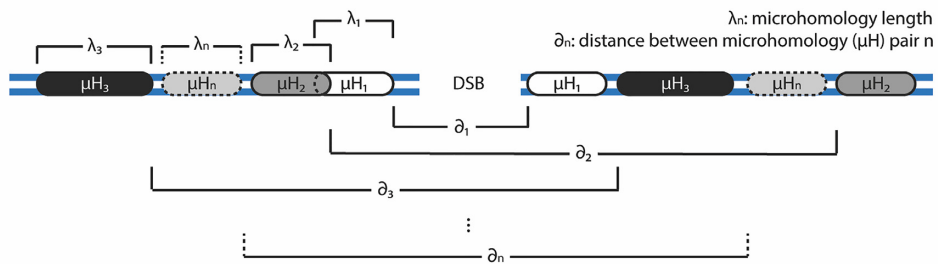 λn: microhomology length
∂n: distance between microhomology (µH) pair n
λ₁
λ₃ λn λ₂
µH₃ µHn µH₂ µH₁ DSB µH₁ µH₃ µHn µH₂
∂₁
∂₂
∂₃
⋮
∂n